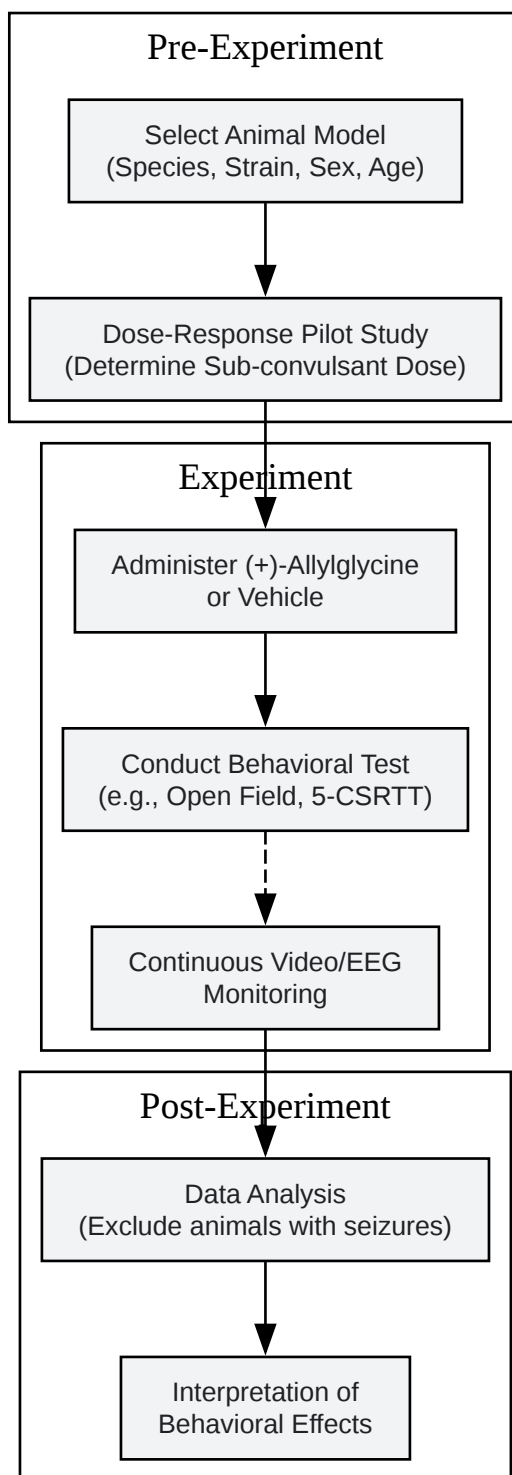 Pre-Experiment
Select Animal Model
(Species, Strain, Sex, Age)
Dose-Response Pilot Study
(Determine Sub-convulsant Dose)
Experiment
Administer (+)-Allylglycine
or Vehicle
Conduct Behavioral Test
(e.g., Open Field, 5-CSRTT)
Continuous Video/EEG
Monitoring
Post-Experiment
Data Analysis
(Exclude animals with seizures)
Interpretation of
Behavioral Effects